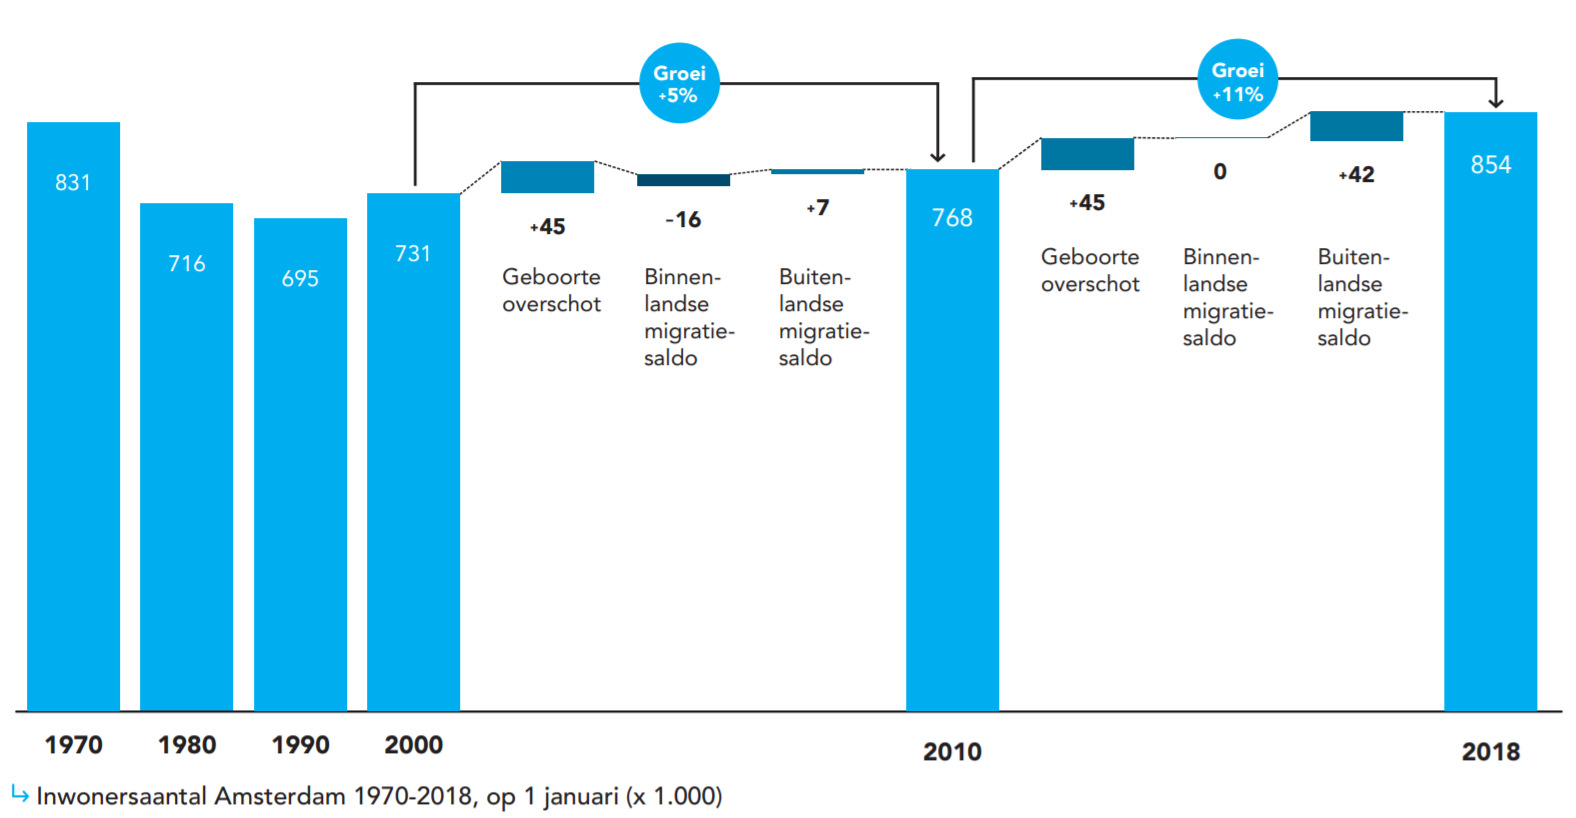 Groei
+5%
Groei
+11%
831
716
695
731
+45
-16
+7
768
+45
0
+42
854
Geboorte
overschot
Binnen-
landse
migratie-
saldo
Buiten-
landse
migratie-
saldo
Geboorte
overschot
Binnen-
landse
migratie-
saldo
Buiten-
landse
migratie-
saldo
1970
1980
1990
2000
2010
2018
Inwonersaantal Amsterdam 1970-2018, op 1 januari (x 1.000)